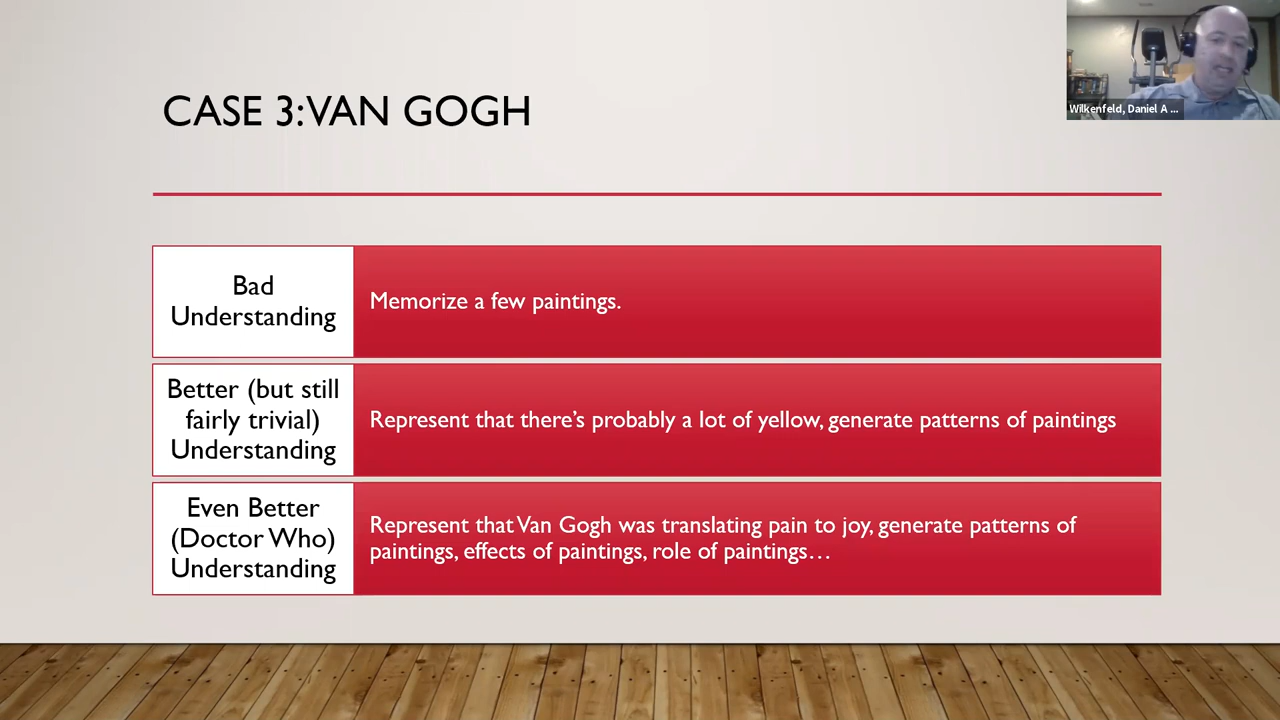 CASE 3: VAN GOGH
Wilkenfeld, Daniel A ...
Bad
Understanding
Memorize a few paintings.
Better (but still
fairly trivial)
Understanding
Represent that there's probably a lot of yellow, generate patterns of paintings
Even Better
(Doctor Who)
Understanding
Represent that Van Gogh was translating pain to joy, generate patterns of
paintings, effects of paintings, role of paintings…